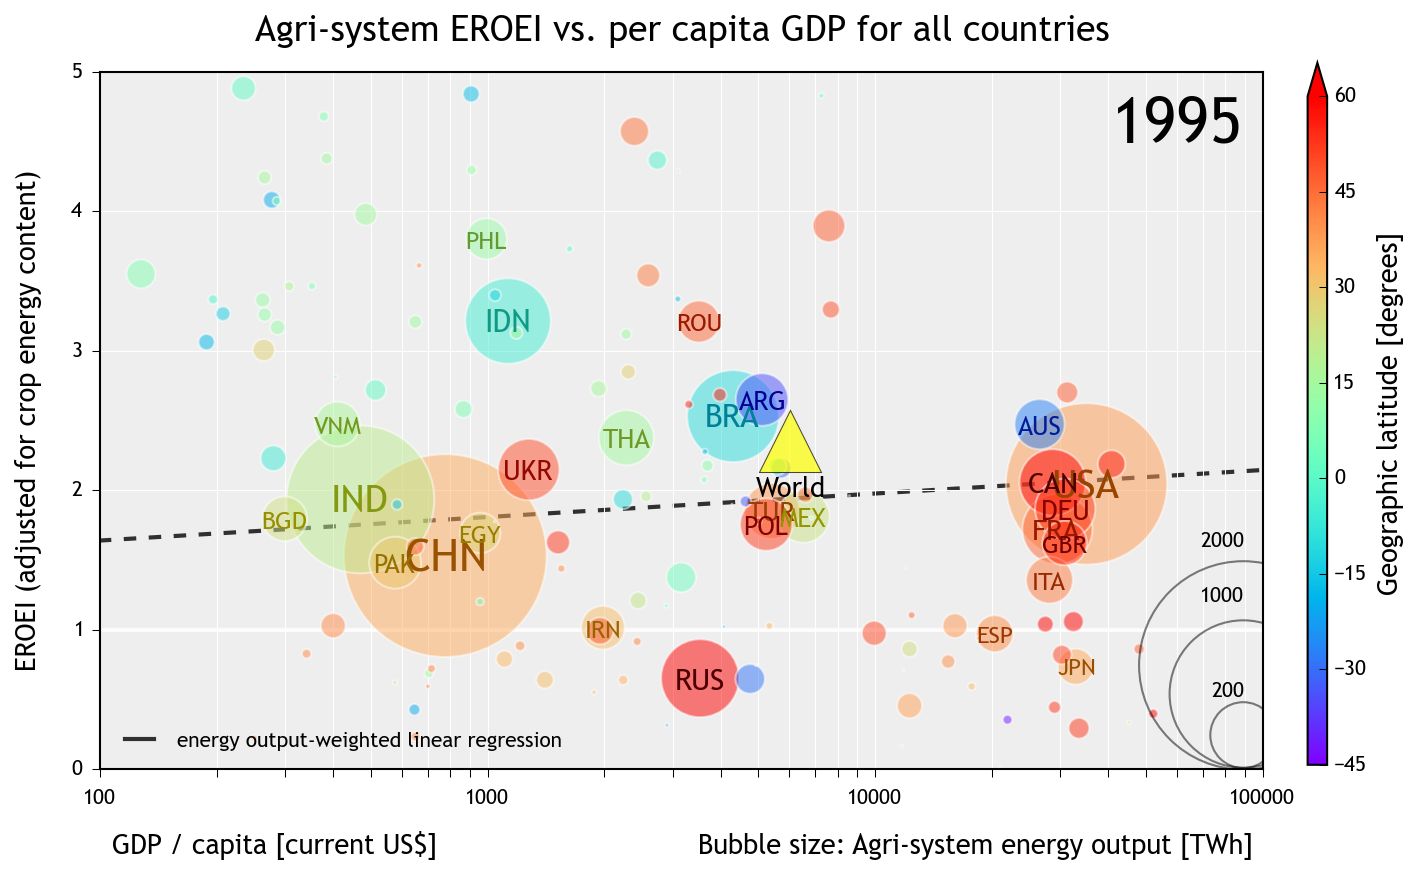 Agri-system EROEI vs. per capita GDP for all countries
1995
EROEI (adjusted for crop energy content)
5
4
3
2
1
0
PHL
IDN
ROU
VNM
THA
BRA
ARG
AUS
UKR
IND
BGD
World
TUR
MEX
POL
CAN
USA
DEU
FRA
GBR
EGY
PAK
CHN
ITA
IRN
ESP
RUS
JPN
2000
1000
200
energy output-weighted linear regression
100
1000
10000
100000
GDP / capita [current US$]
Bubble size: Agri-system energy output [TWh]
60
45
30
15
0
−15
−30
−45
Geographic latitude [degrees]